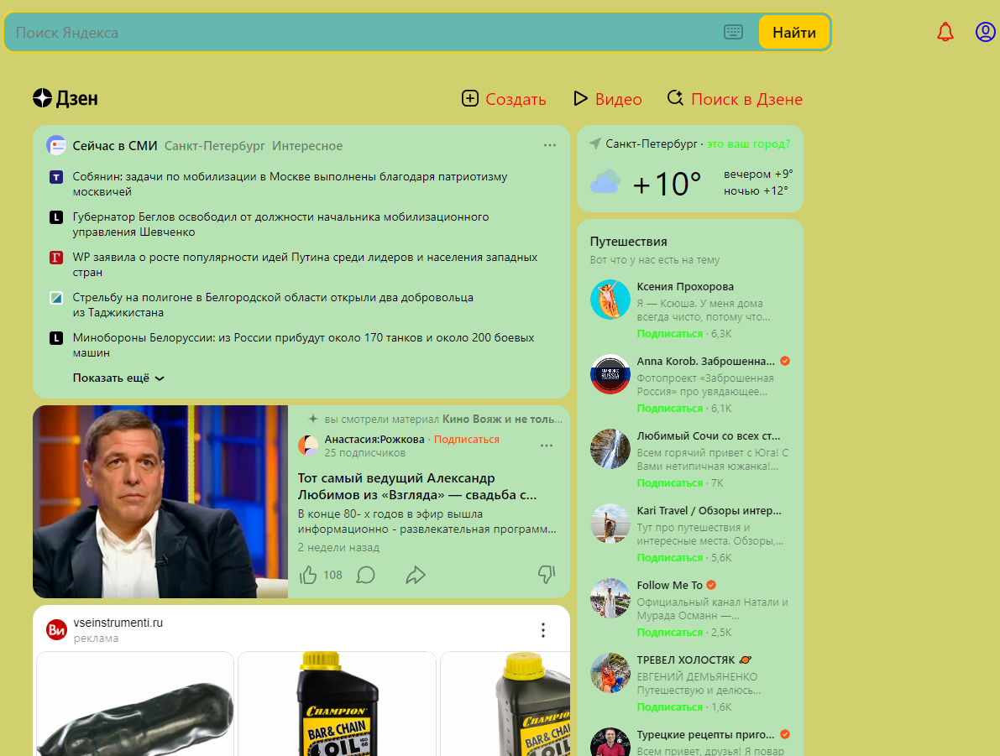 Поиск Яндекса
Найти
Дзен
Создать
Видео
Поиск в Дзене
Сейчас в СМИ Санкт-Петербург Интересное
Собянин: задачи по мобилизации в Москве выполнены благодаря патриотизму
москвичей
Губернатор Беглов освободил от должности начальника мобилизационного
управления Шевченко
WP заявила о росте популярности идей Путина среди лидеров и населения западных
стран
Стрельбу на полигоне в Белгородской области открыли два добровольца
из Таджикистана
Минобороны Белоруссии: из России прибудут около 170 танков и около 200 боевых
машин
Показать ещё
вы смотрели материал Кино Вояж и не толь...
Анастасия:Рожкова · Подписаться
25 подписчиков
Тот самый ведущий Александр
Любимов из «Взгляда» — свадьба с...
В конце 80- х годов в эфир вышла
информационно - развлекательная программ...
2 недели назад
108
Ви
vseinstrumenti.ru
реклама
CHAMPION
BAR & CHAIN
OIL ISO 68
CHAMPION
BAR & C
OIL
Санкт-Петербург · это ваш город?
+10°
вечером +9°
ночью +12°
Путешествия
Вот что у нас есть на тему
Ксения Прохорова
Я — Ксюша. У меня дома
всегда чисто, потому что...
Подписаться · 6,3K
Anna Korob. Заброшенна...
Фотопроект «Заброшенная
Россия» про увядающее...
Подписаться · 6,1K
Любимый Сочи со всех ст...
Всем горячий привет с Юга! С
Вами нетипичная южанка!...
Подписаться · 7K
Kari Travel / Обзоры интер...
Тут про путешествия и
интересные места. Обзоры,...
Подписаться · 5,6K
Follow Me To
Официальный канал Натали и
Мурада Османн —...
Подписаться · 2,5K
ТРЕВЕЛ ХОЛОСТЯК
ЕВГЕНИЙ ДЕМЬЯНЕНКО
Путешествую и делюсь...
Подписаться · 1,6K
Турецкие рецепты приго...
Всем привет, друзья! Я повар